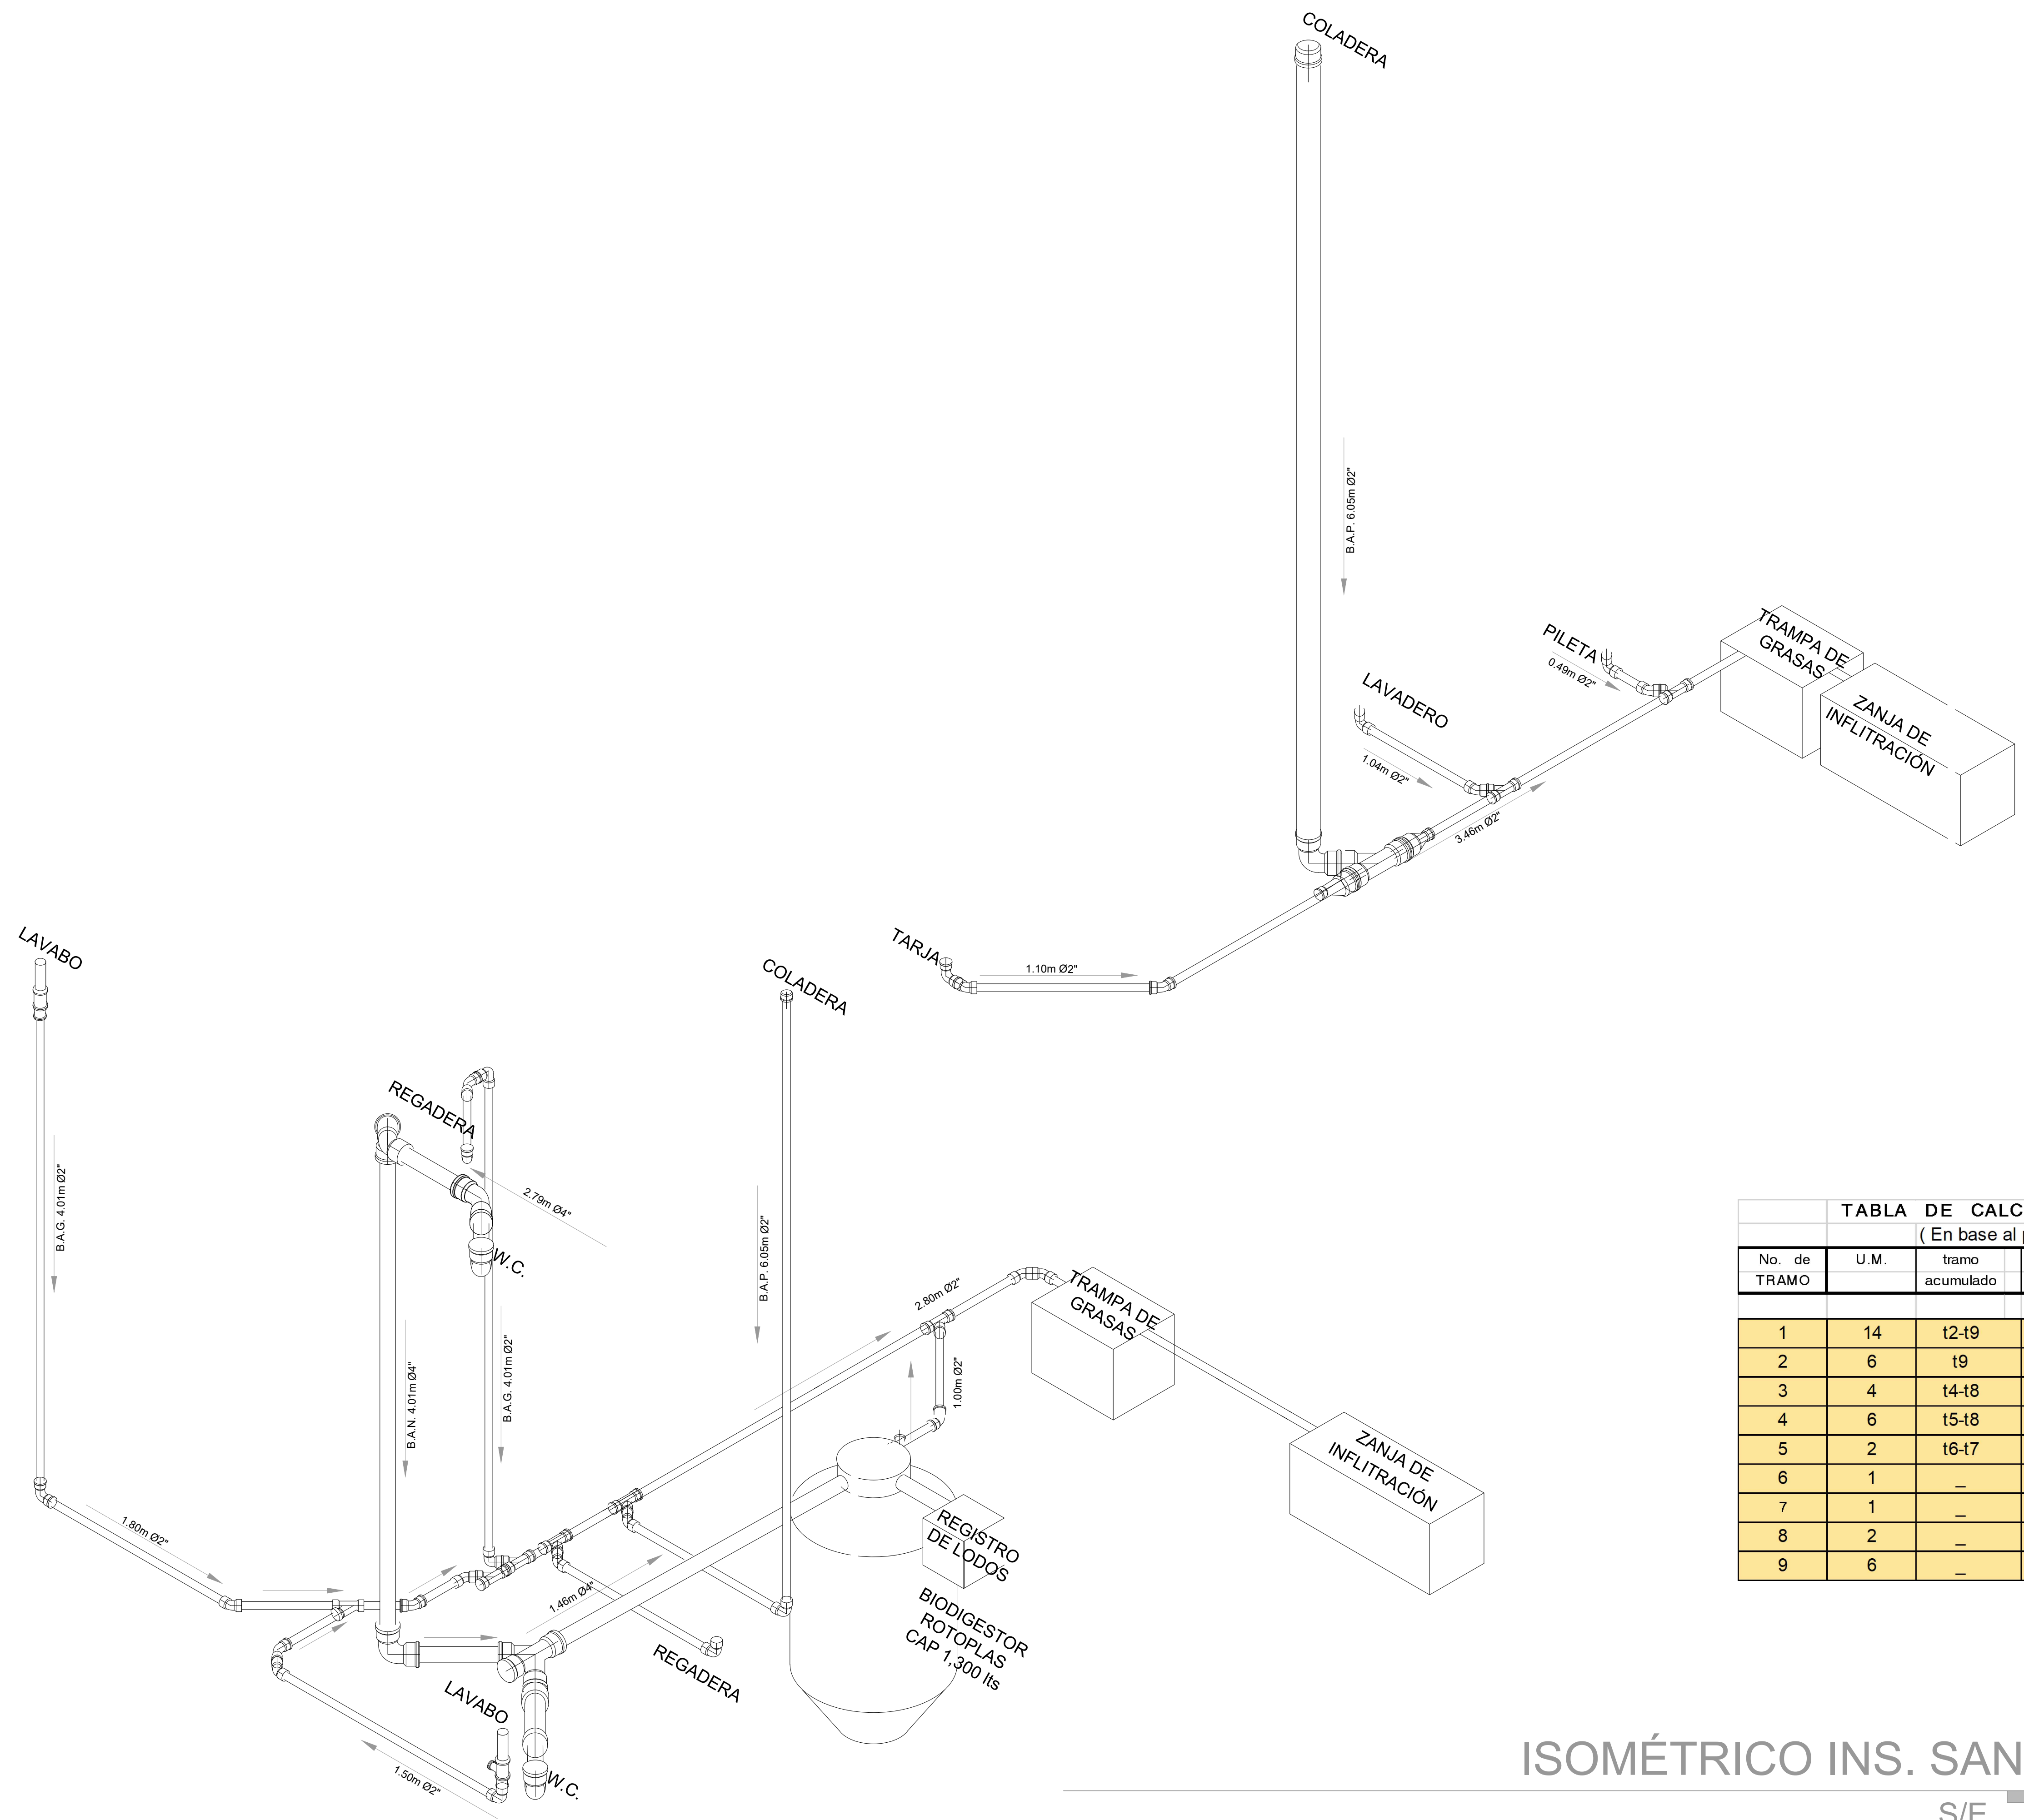 COLADERA
B.A.P. 6.05m Ø2"
PILETA
0.49m Ø2"
TRAMPA DE
GRASAS
ZANJA DE
INFLITRACIÓN
LAVADERO
1.04m Ø2"
3.46m Ø2"
TARJA
1.10m Ø2"
LAVABO
B.A.G. 4.01m Ø2"
COLADERA
B.A.P. 6.05m Ø2"
REGADERA
2.79m Ø4"
W.C.
B.A.N. 4.01m Ø4"
B.A.G. 4.01m Ø2"
2.80m Ø2"
1.00m Ø2"
TRAMPA DE
GRASAS
ZANJA DE
INFLITRACIÓN
REGISTRO
DE LODOS
BIODIGESTOR
ROTOPLAS
CAP 1,300 lts
1.80m Ø2"
1.46m Ø4"
REGADERA
LAVABO
W.C.
1.50m Ø2"
TABLA DE CALC
( En base al p
No. de U.M. tramo
TRAMO acumulado
1 14 t2-t9
2 6 t9
3 4 t4-t8
4 6 t5-t8
5 2 t6-t7
6 1 _
7 1 _
8 2 _
9 6 _
ISOMÉTRICO INS. SAN
S/E